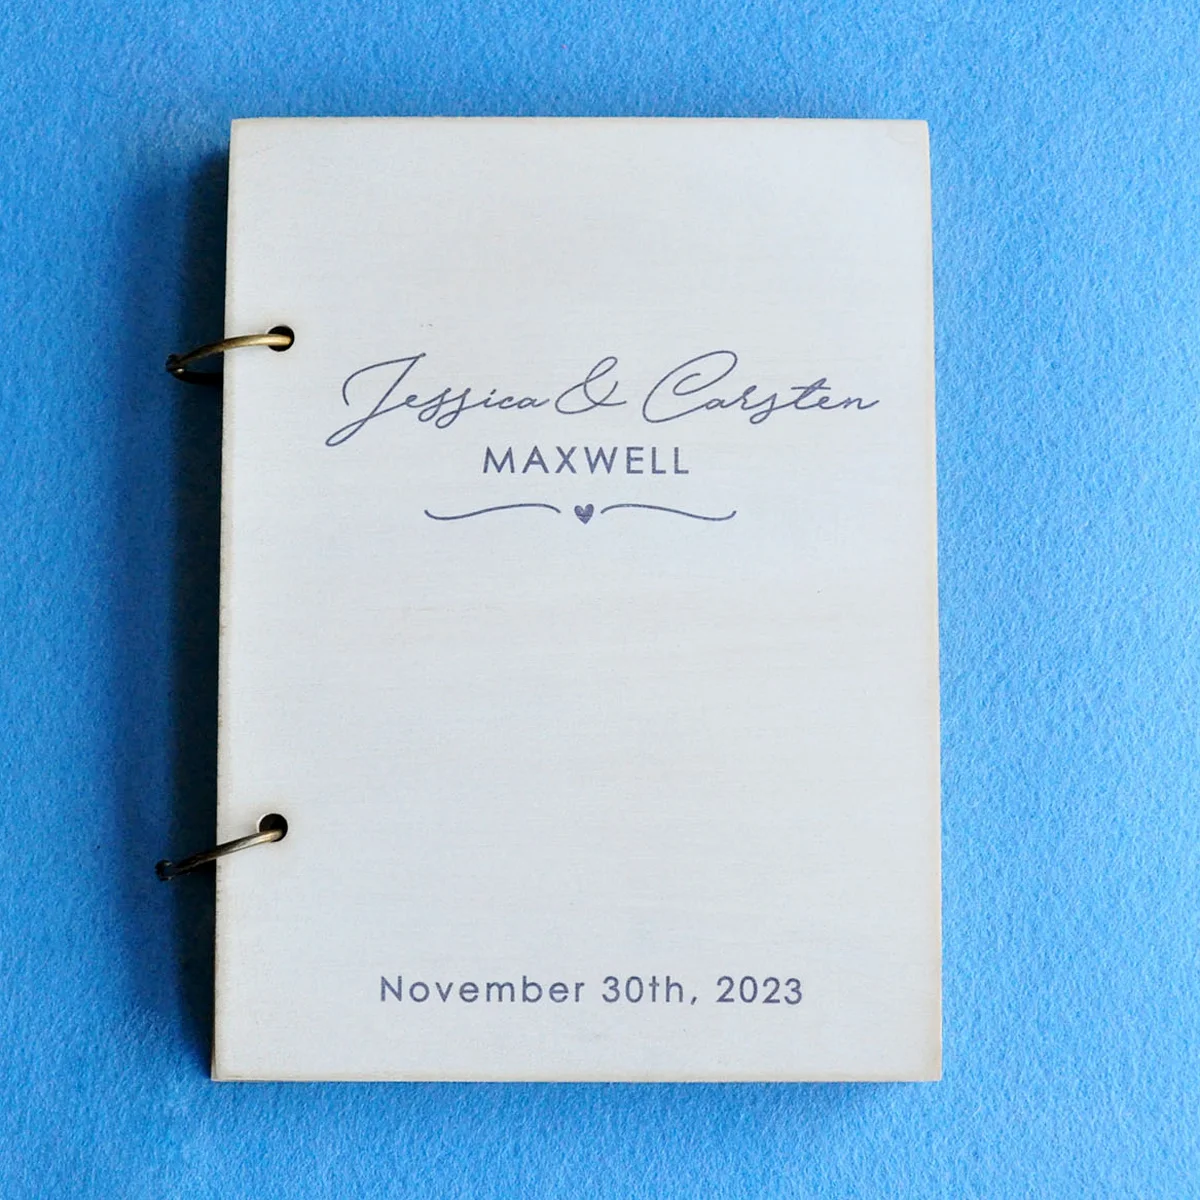 Jessica & Carsten
MAXWELL
November 30th, 2023